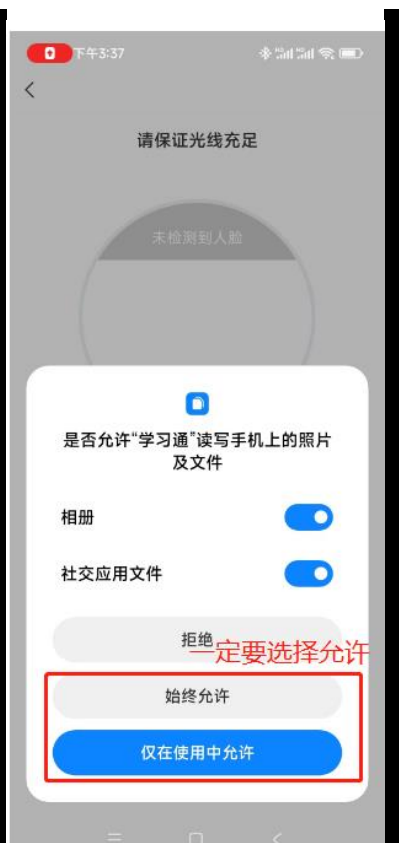 下午3:37
请保证光线充足
未检测到人脸
是否允许“学习通”读写手机上的照片
及文件
相册
社交应用文件
拒绝
一定要选择允许
始终允许
仅在使用中允许